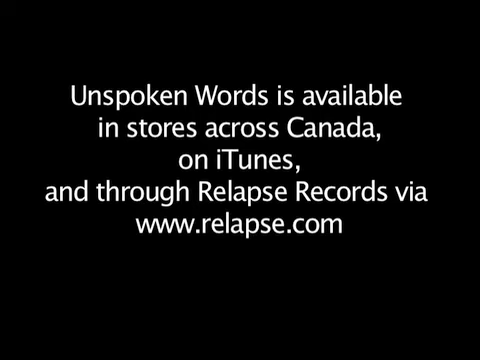 Unspoken Words is available
in stores across Canada,
on iTunes,
and through Relapse Records via
www.relapse.com